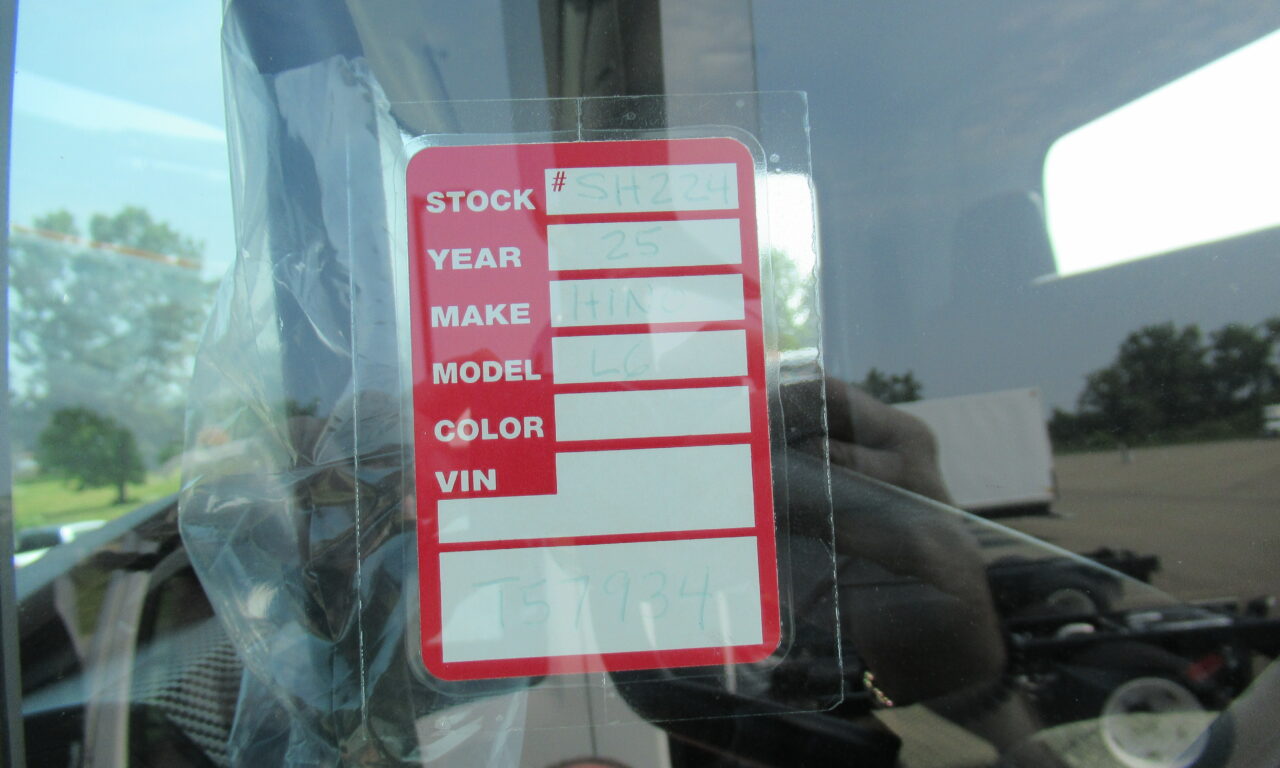 STOCK # SH224
YEAR 25
MAKE HINO
MODEL L6
COLOR
VIN
T57934